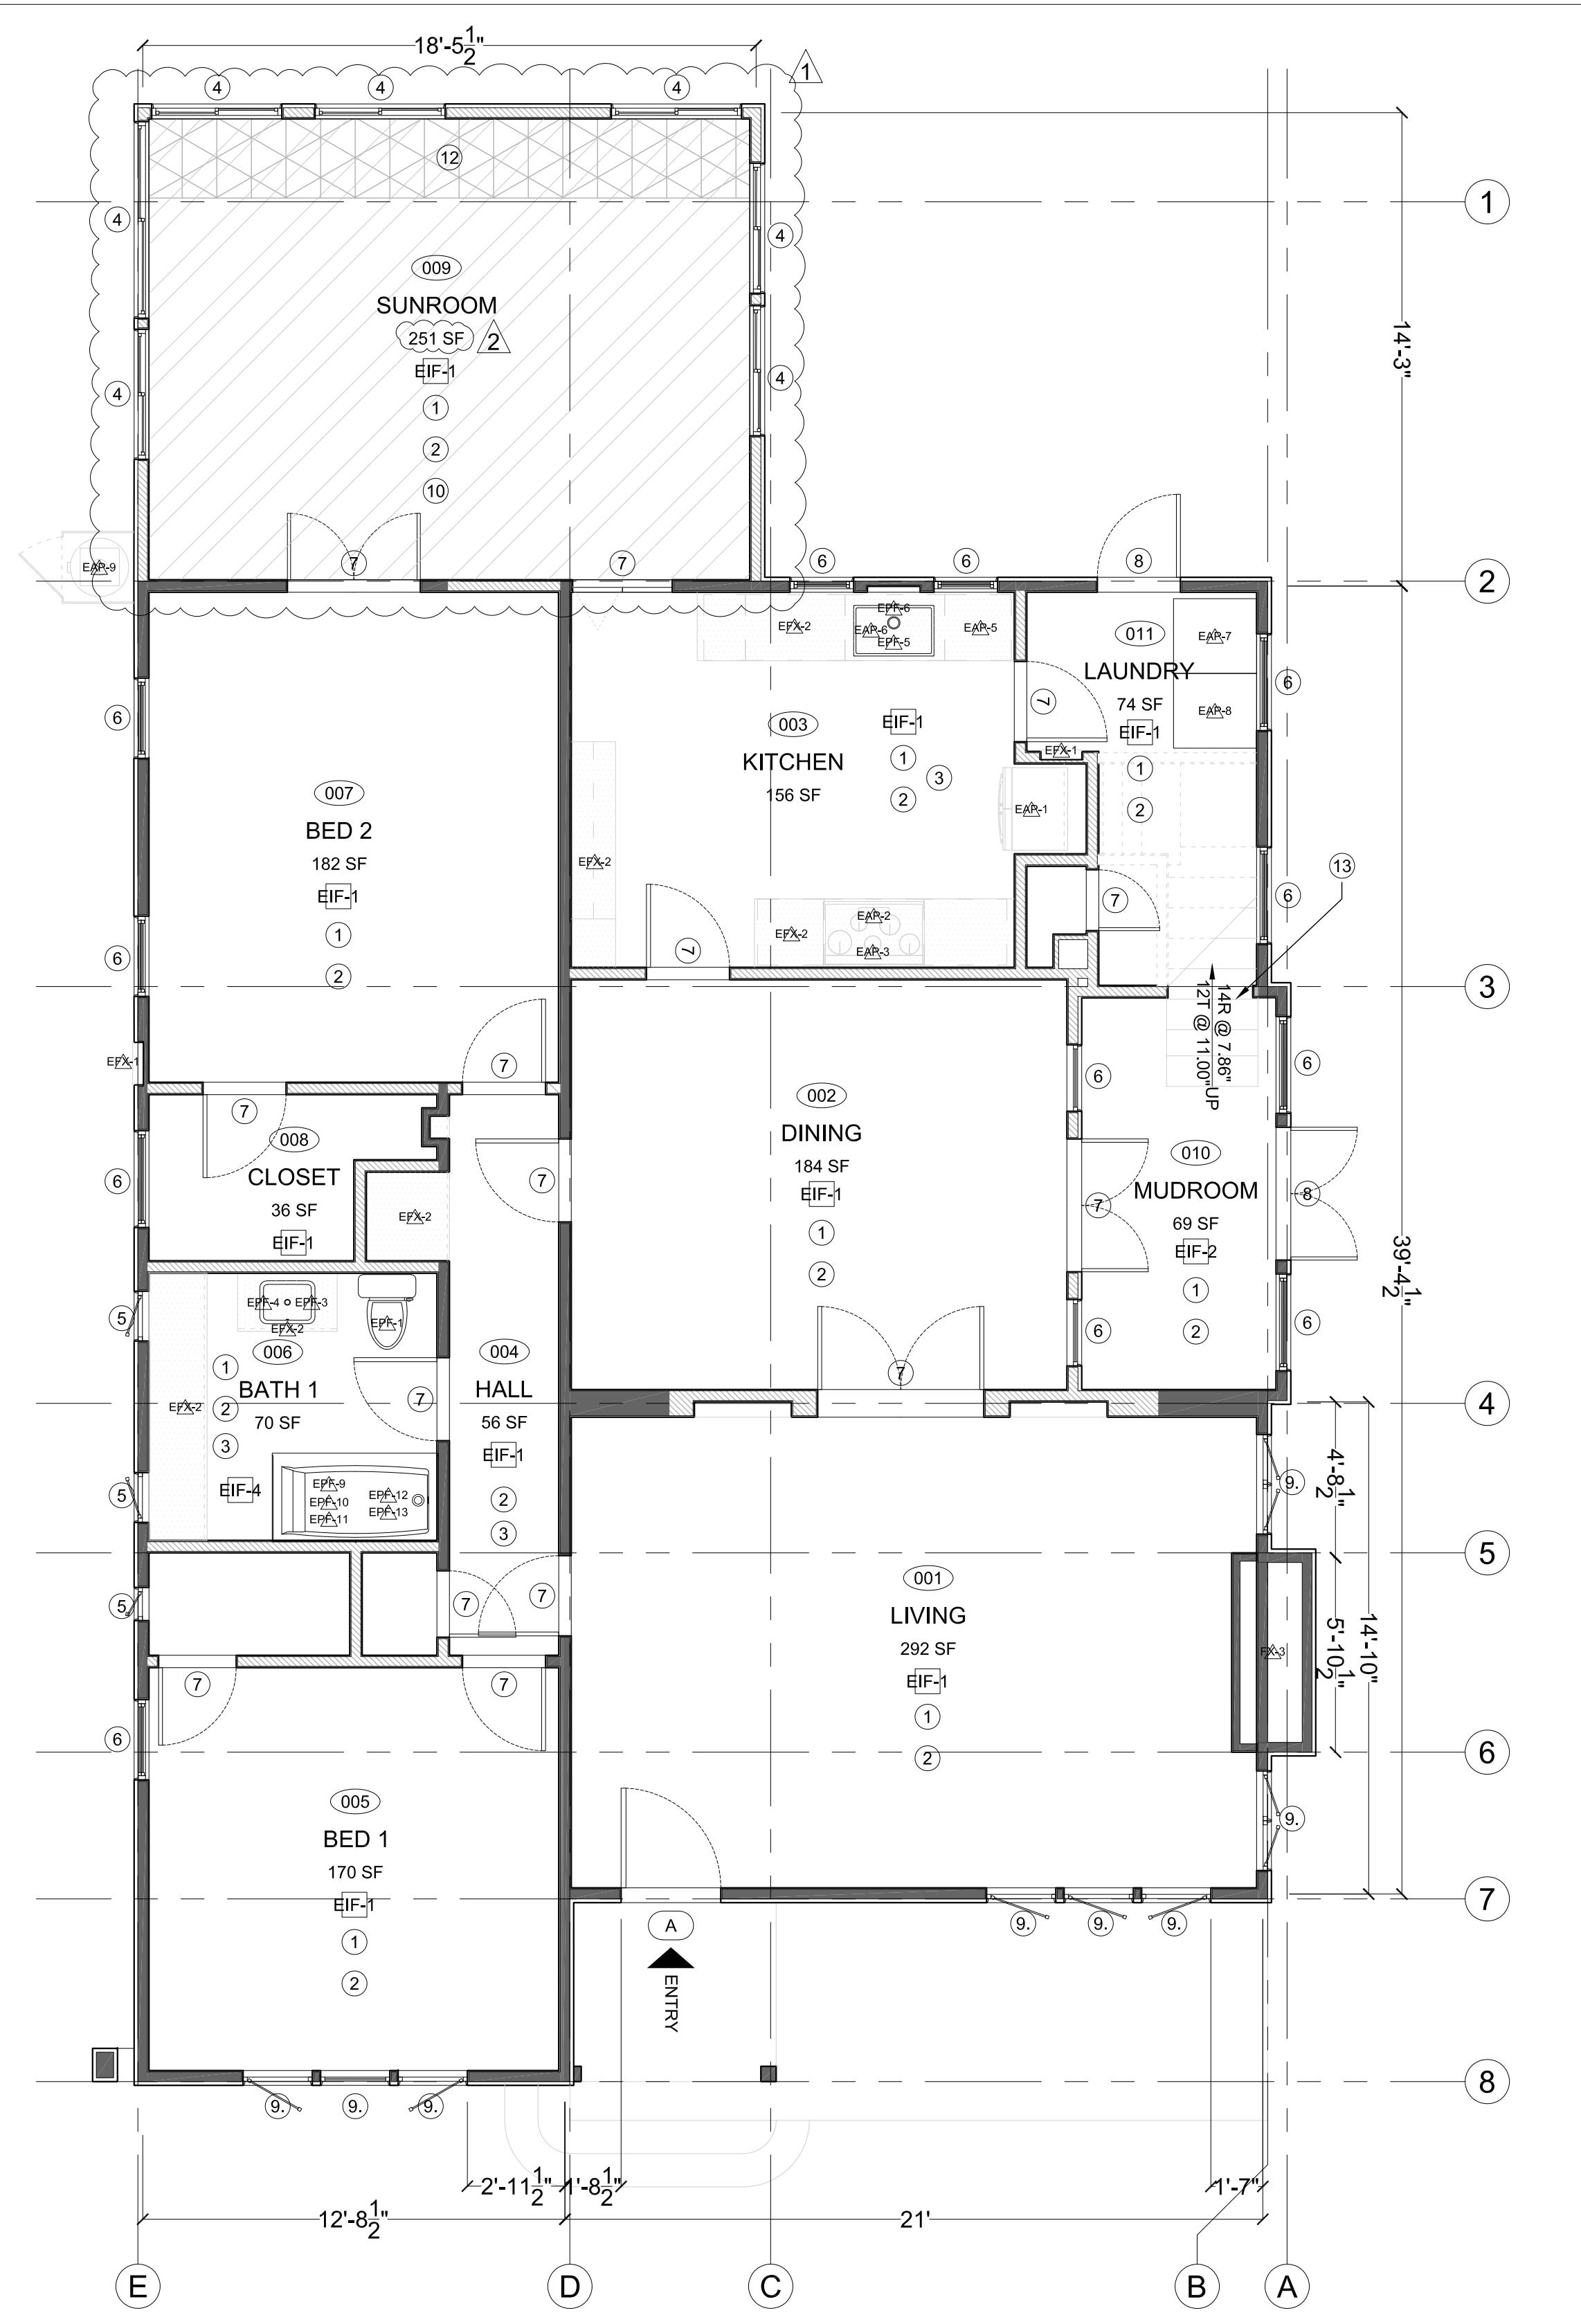 18'-5 1/2"
1
4
4
4
12
1
4
4
009
SUNROOM
251 SF
2
EIF-1
1
2
10
4
4
14'-3"
EAP-9
7
7
6
6
8
2
EFX-2
EPF-6
EAP-6
EPF-5
EAP-5
011
LAUNDRY
74 SF
EIF-1
1
2
EAP-7
EAP-8
6
7
6
003
KITCHEN
156 SF
EIF-1
1
2
3
EFX-1
EAP-1
007
BED 2
182 SF
EIF-1
1
2
6
EFX-2
EFX-2
EAP-2
EAP-3
7
7
6
13
3
14R @ 7.86"
12T @ 11.00"
UP
EFX-1
7
6
6
002
DINING
184 SF
EIF-1
1
2
7
008
CLOSET
36 SF
EIF-1
6
7
EFX-2
010
MUDROOM
69 SF
EIF-2
1
2
7
8
39'-4 1/2"
5
EPF-4
EPF-3
EFX-2
EPF-1
6
6
006
BATH 1
70 SF
1
2
3
EFX-2
EIF-4
7
004
HALL
56 SF
EIF-1
2
3
7
4
EPF-9
EPF-10
EPF-11
EPF-12
EPF-13
5
9.
4'-8 1/2"
5
5
7
7
001
LIVING
292 SF
EIF-1
1
2
FX-3
5'-10 1/2"
14'-10"
7
7
6
6
005
BED 1
170 SF
EIF-1
1
2
9.
7
A
ENTRY
9.
9.
9.
8
9.
9.
9.
2'-11 1/2"
1'-8 1/2"
1'-7"
12'-8 1/2"
21'
E
D
C
B
A